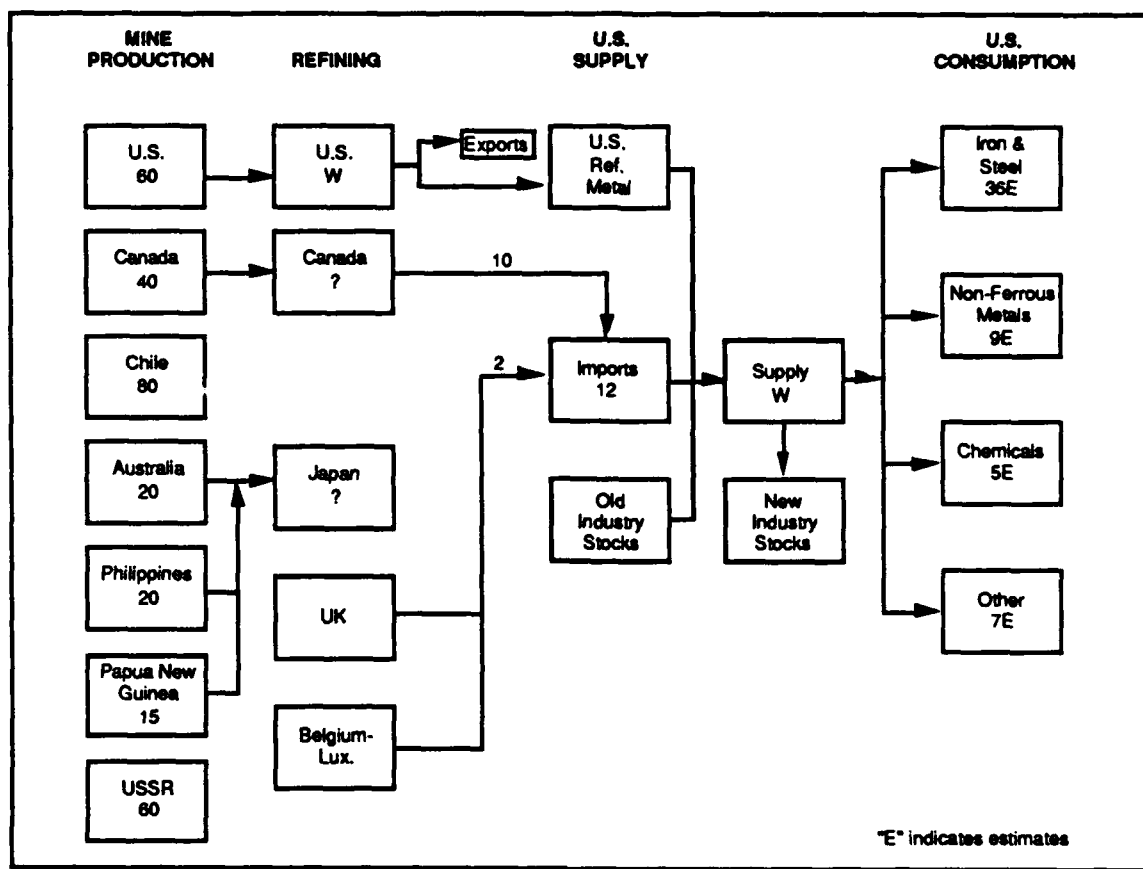 MINE
PRODUCTION
REFINING
U.S.
SUPPLY
U.S.
CONSUMPTION
U.S.
60
Canada
40
Chile
80
Australia
20
Philippines
20
Papua New
Guinea
15
USSR
60
U.S.
W
Canada
?
Japan
?
UK
Belgium-
Lux.
Exports
10
2
U.S.
Ref.
Metal
Imports
12
Old
Industry
Stocks
Supply
W
New
Industry
Stocks
Iron &
Steel
36E
Non-Ferrous
Metals
9E
Chemicals
5E
Other
7E
"E" indicates estimates